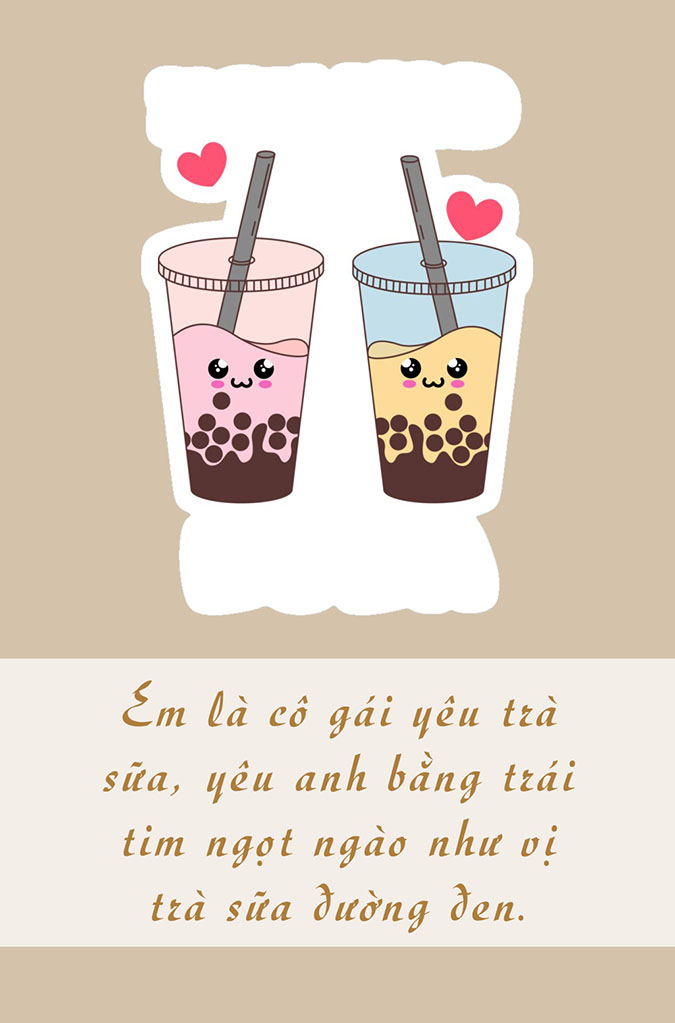 Em là cô gái yêu trà
sữa, yêu anh bằng trái
tim ngọt ngào như vị
trà sữa đường đen.